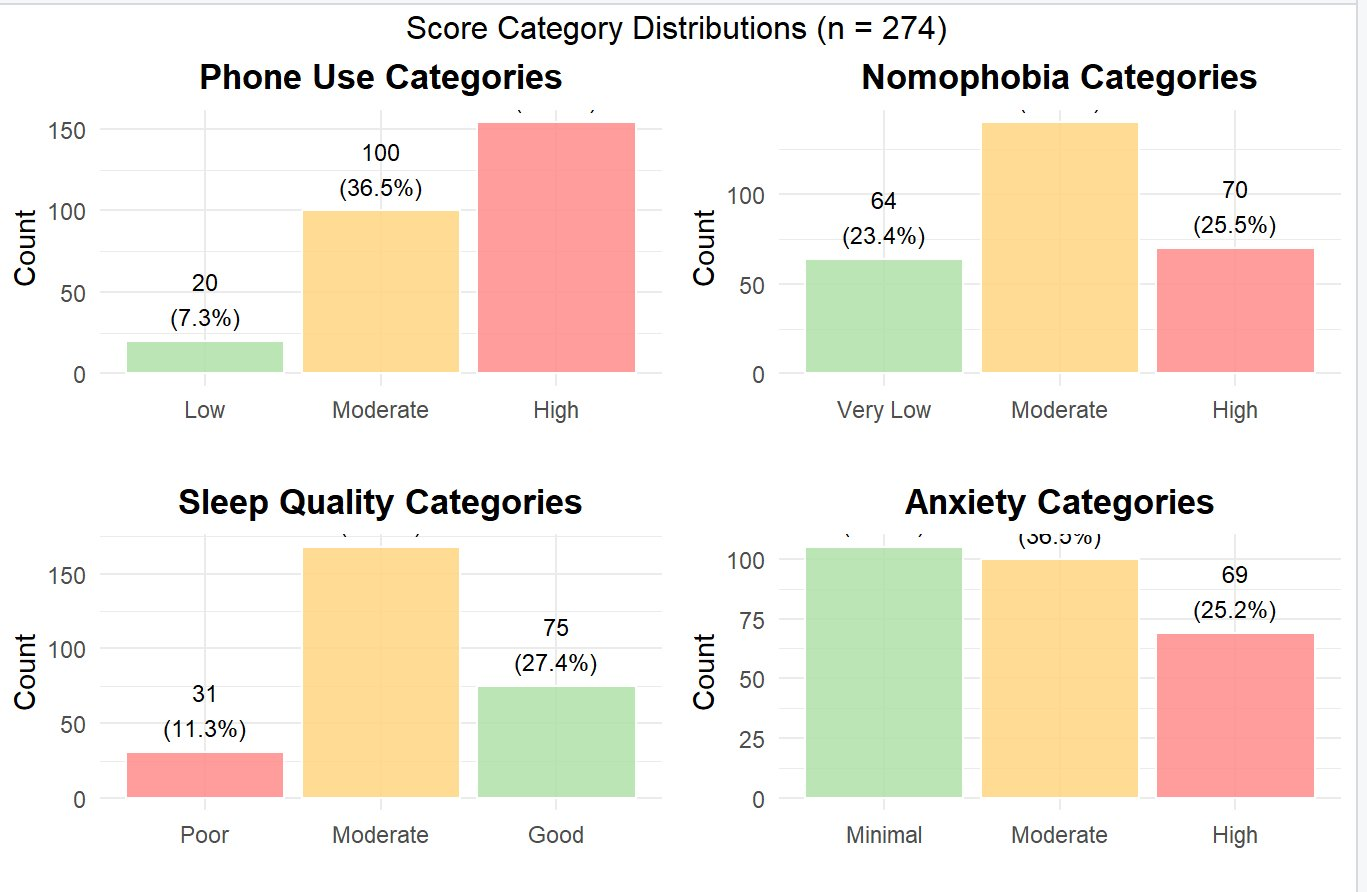 Score Category Distributions (n = 274)
Phone Use Categories
150
100
50
0
Count
20
(7.3%)
100
(36.5%)
Low
Moderate
High
Nomophobia Categories
100
50
0
Count
64
(23.4%)
70
(25.5%)
Very Low
Moderate
High
Sleep Quality Categories
150
100
50
0
Count
31
(11.3%)
75
(27.4%)
Poor
Moderate
Good
Anxiety Categories
100
75
50
25
0
Count
(36.5%)
69
(25.2%)
Minimal
Moderate
High